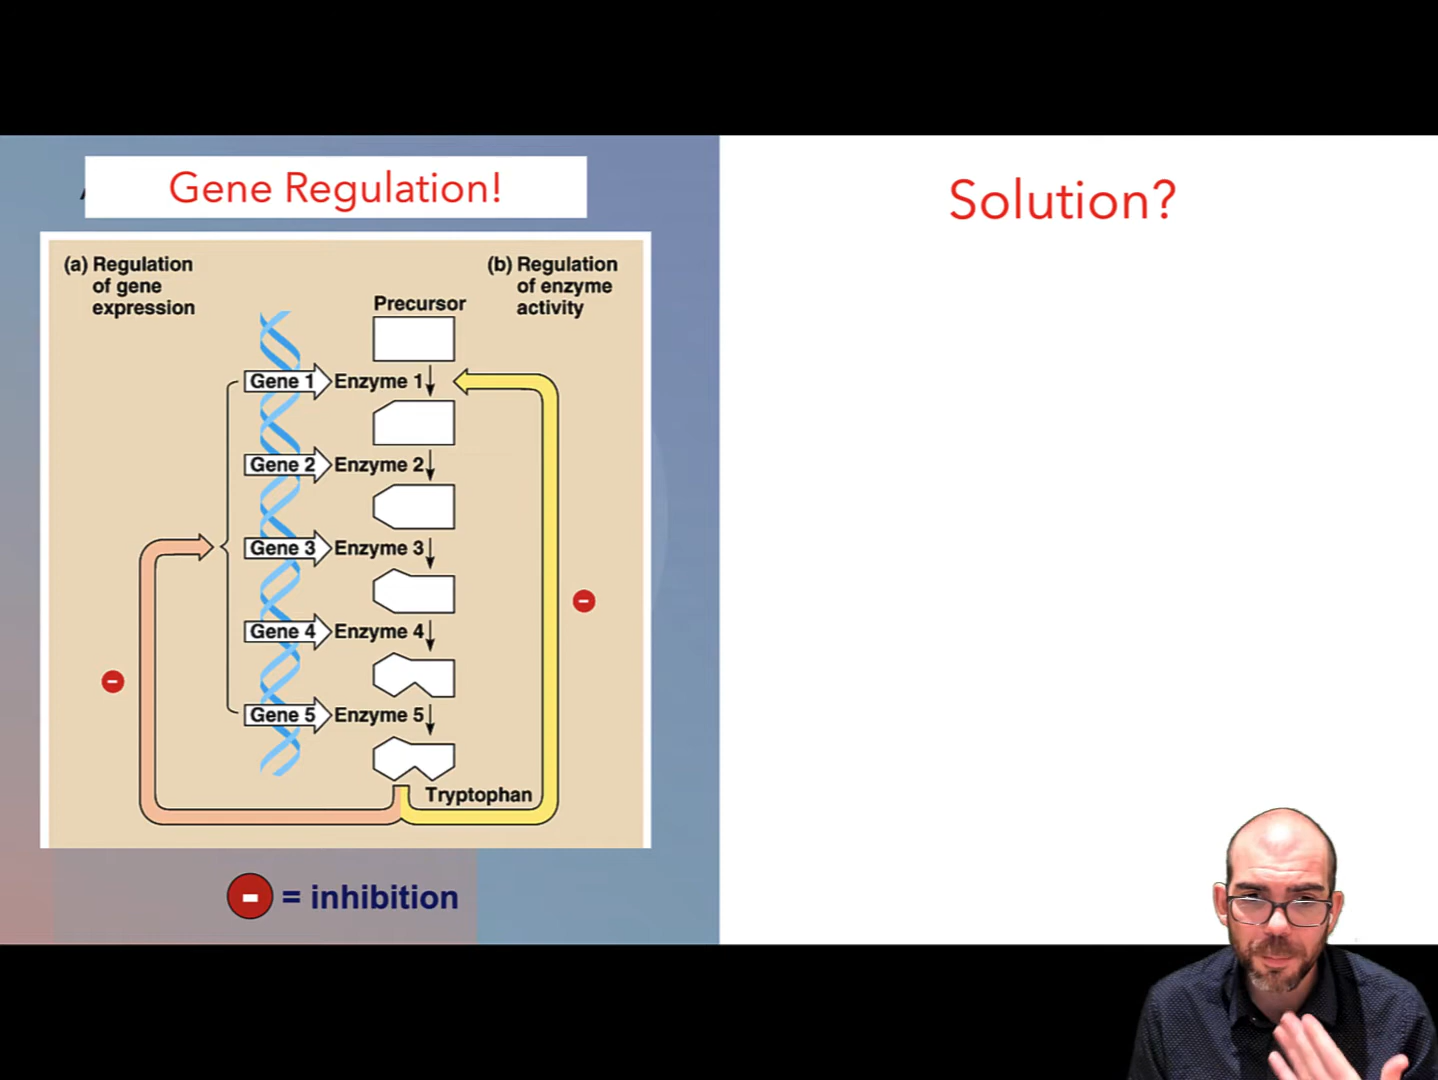 Gene Regulation!
Solution?
(a) Regulation
of gene
expression
(b) Regulation
of enzyme
activity
Precursor
Gene 1
Enzyme 1
Gene 2
Enzyme 2
Gene 3
Enzyme 3
Gene 4
Enzyme 4
Gene 5
Enzyme 5
Tryptophan
-
-
- = inhibition